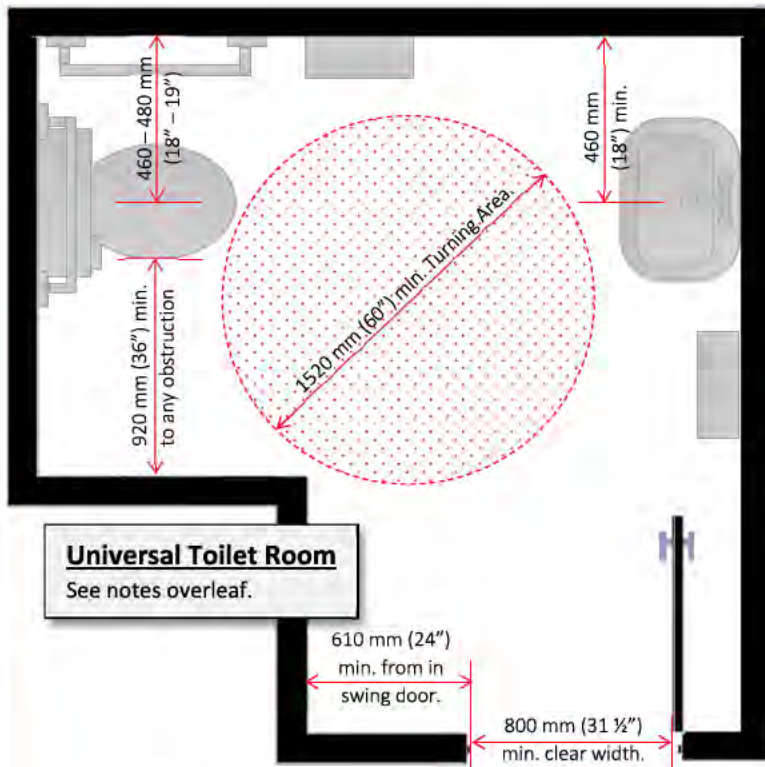 460 – 480 mm
(18” – 19”)
460 mm
(18”) min.
1520 mm (60”) min. Turning Area.
920 mm (36”) min.
to any obstruction
Universal Toilet Room
See notes overleaf.
610 mm (24”)
min. from in
swing door.
800 mm (31 ½”)
min. clear width.